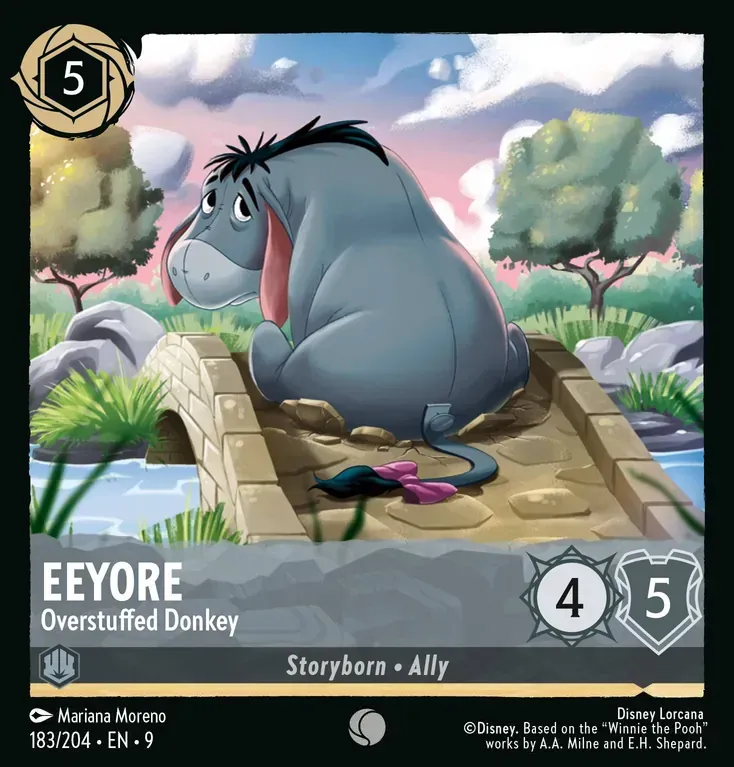 5
EEYORE
Overstuffed Donkey
4
5
Storyborn • Ally
Mariana Moreno
183/204 • EN • 9
Disney Lorcana
©Disney. Based on the “Winnie the Pooh”
works by A.A. Milne and E.H. Shepard.